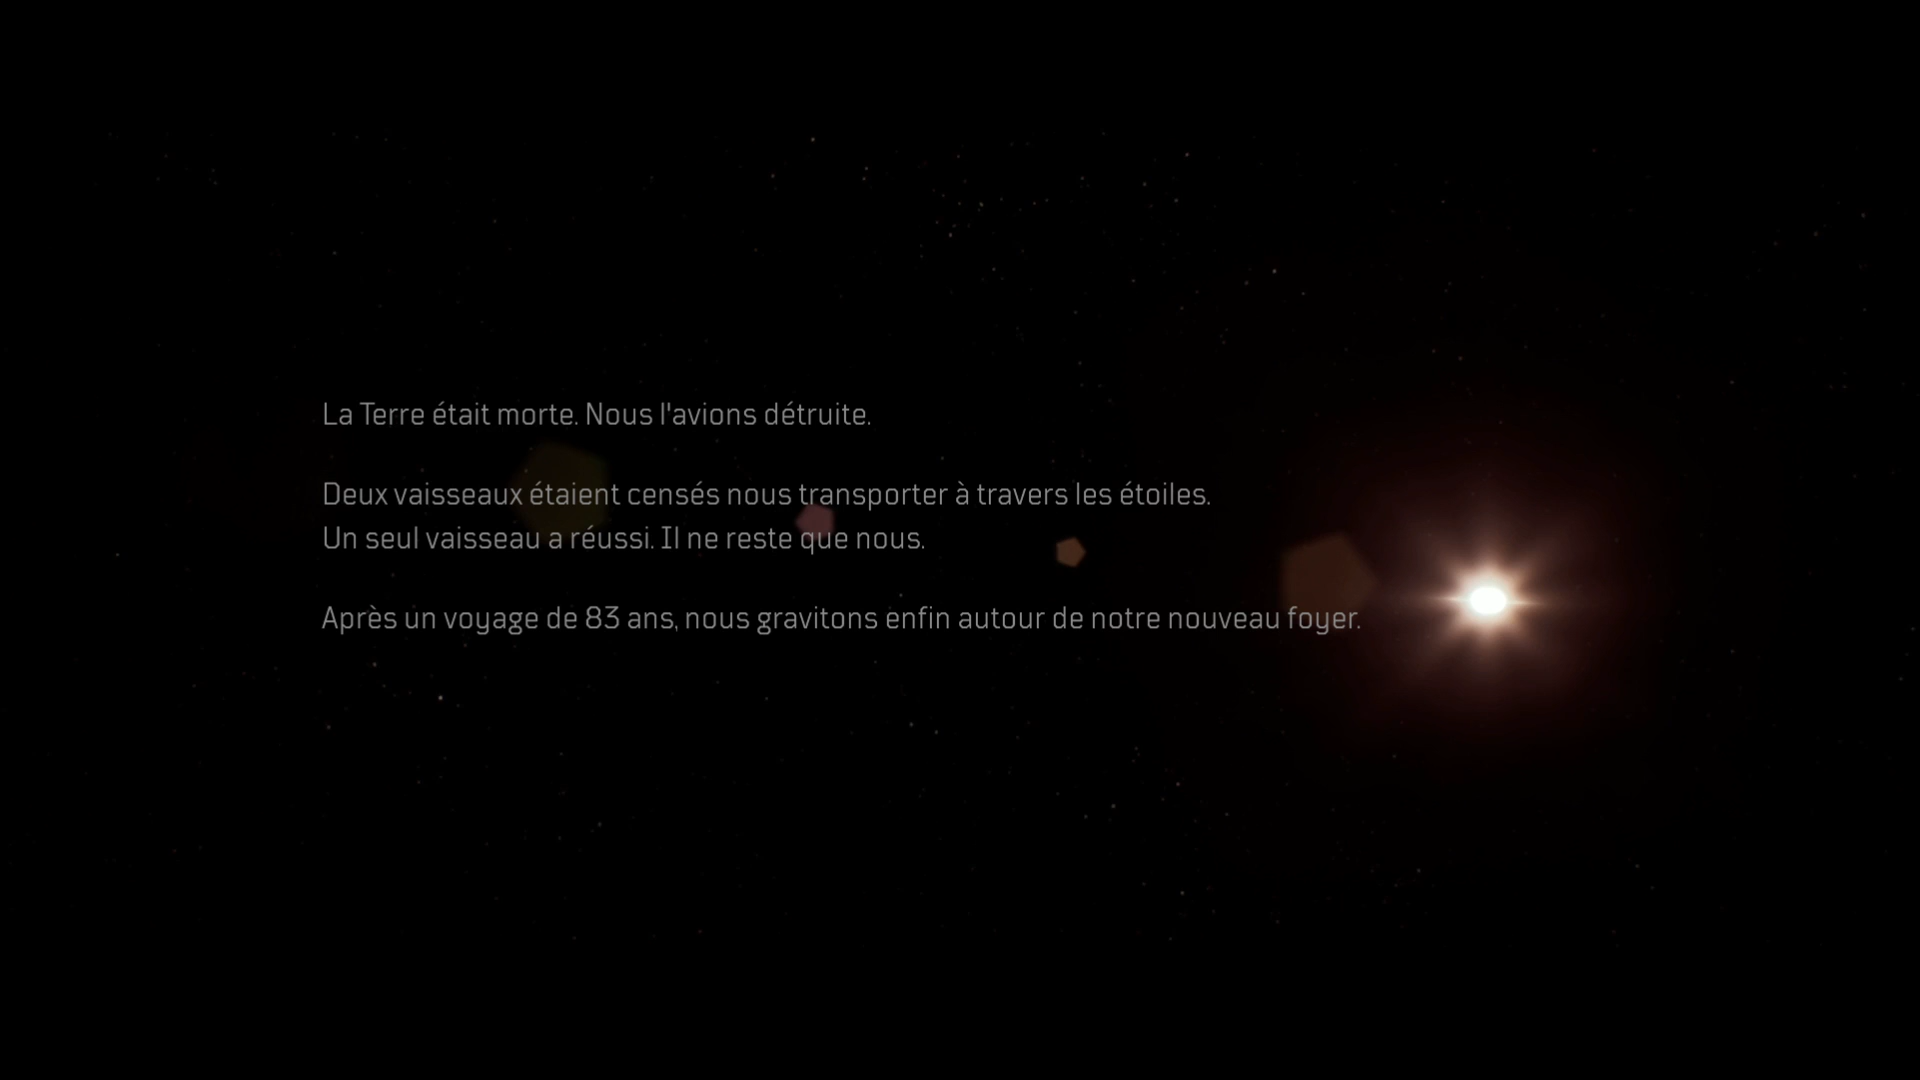 La Terre était morte. Nous l'avions détruite.
Deux vaisseaux étaient censés nous transporter à travers les étoiles.
Un seul vaisseau a réussi. Il ne reste que nous.
Après un voyage de 83 ans, nous gravitons enfin autour de notre nouveau foyer.